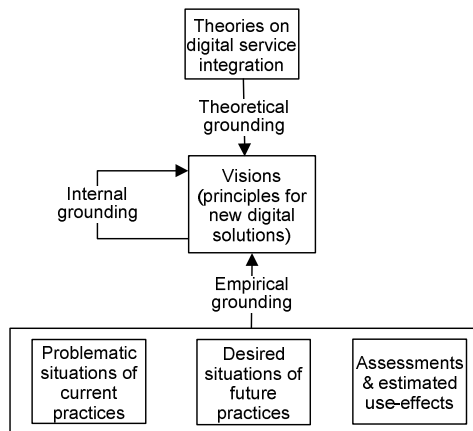 Theories on
digital service
integration
Theoretical
grounding
Internal
grounding
Visions
(principles for
new digital
solutions)
Empirical
grounding
Problematic
situations of
current
practices
Desired
situations of
future
practices
Assessments
& estimated
use-effects